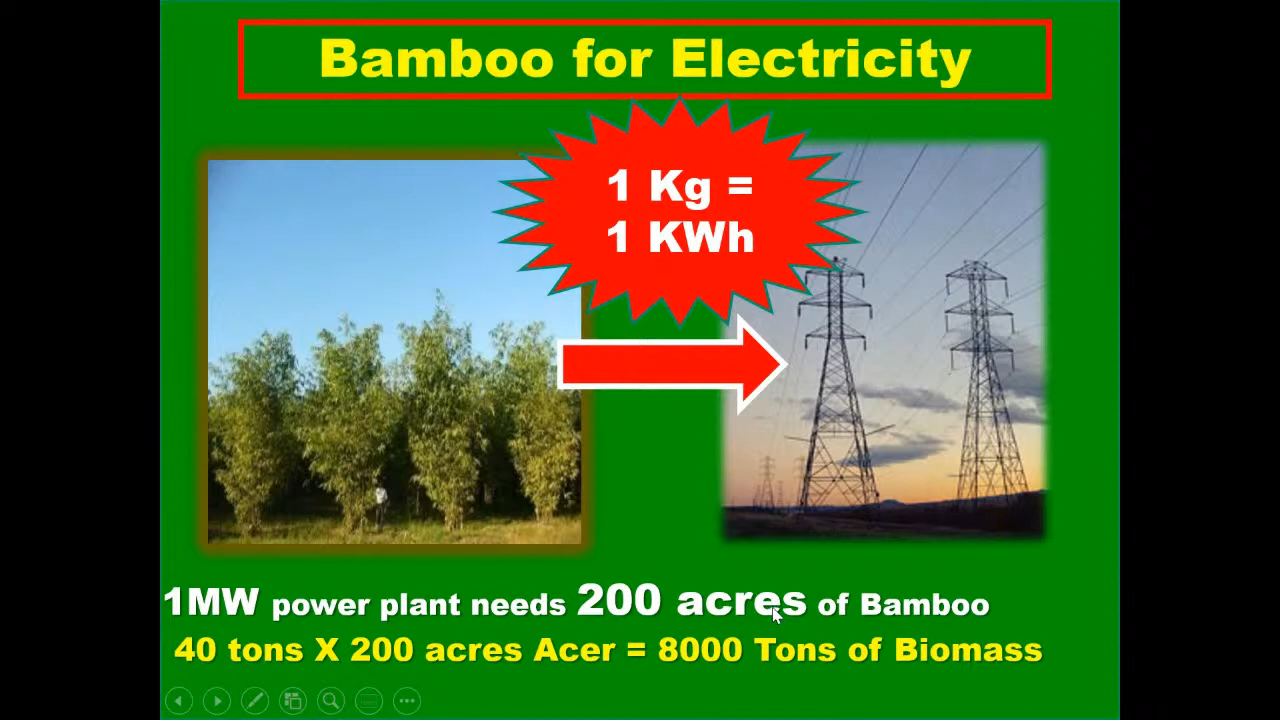 Bamboo for Electricity
1 Kg =
1 KWh
1MW power plant needs 200 acres of Bamboo
40 tons X 200 acres Acer = 8000 Tons of Biomass